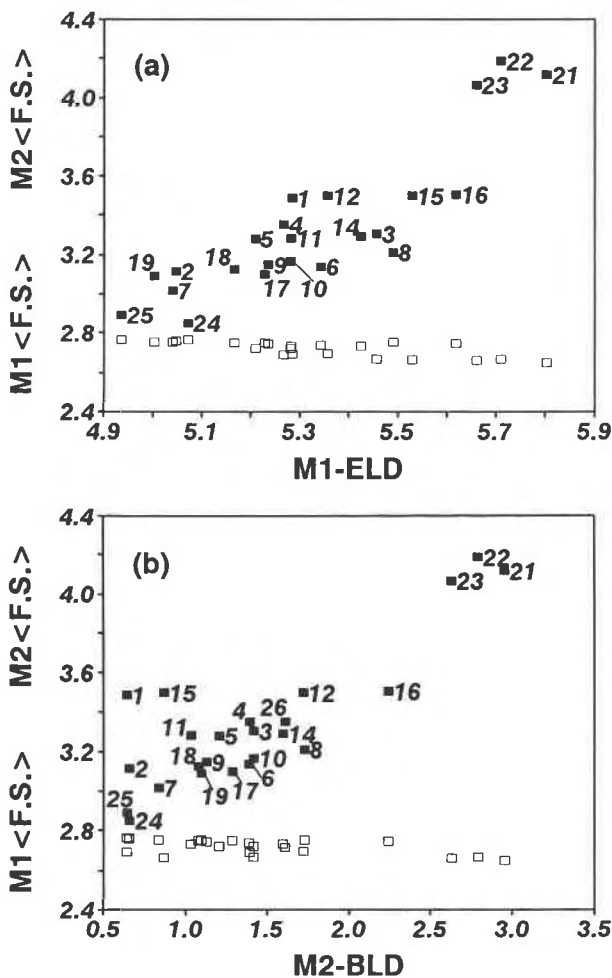 4.4
(a)
22
21
23
M2<F.S.>
4.0
3.6
1 12 15 16
4 14 3
5 11 8
3.2
19 2 18 9 6
7 17 10
25 24
2.8
M1<F.S.>
2.4
4.9 5.1 5.3 5.5 5.7 5.9
M1-ELD
4.4
(b)
22
21
23
M2<F.S.>
4.0
3.6
1 15 12 16
4 26
11 5 3 14
8
3.2
2 18 9 10
7 19 17 6
25
24
2.8
M1<F.S.>
2.4
0.5 1.0 1.5 2.0 2.5 3.0 3.5
M2-BLD